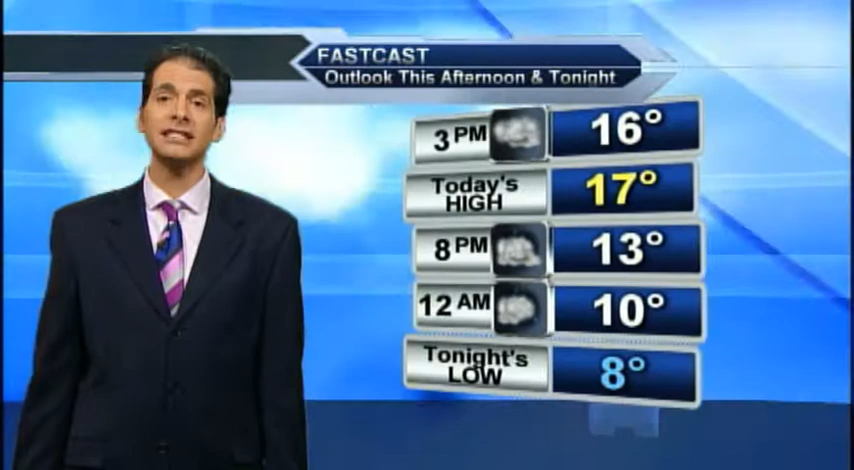 FASTCAST
Outlook This Afternoon & Tonight
3 PM 16°
Today's
HIGH 17°
8 PM 13°
12 AM 10°
Tonight's
LOW 8°